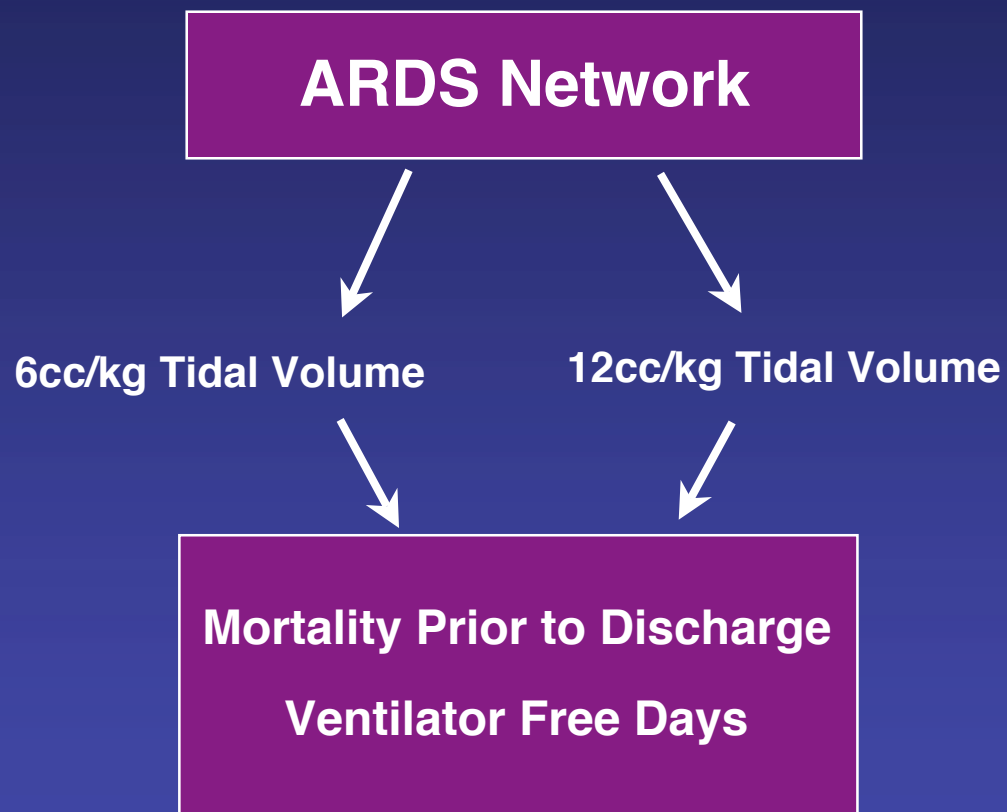 ARDS Network
6cc/kg Tidal Volume
12cc/kg Tidal Volume
Mortality Prior to Discharge
Ventilator Free Days